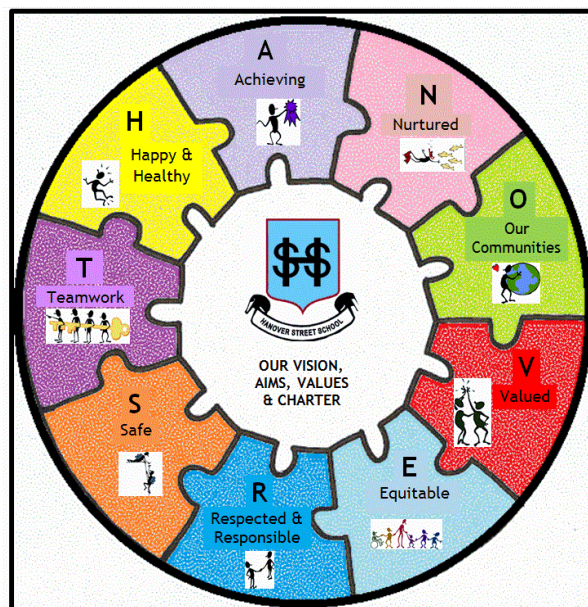 H
Happy &
Healthy
A
Achieving
N
Nurtured
O
Our
Communities
V
Valued
E
Equitable
R
Respected &
Responsible
S
Safe
T
Teamwork
HANOVER STREET SCHOOL
OUR VISION,
AIMS, VALUES
& CHARTER